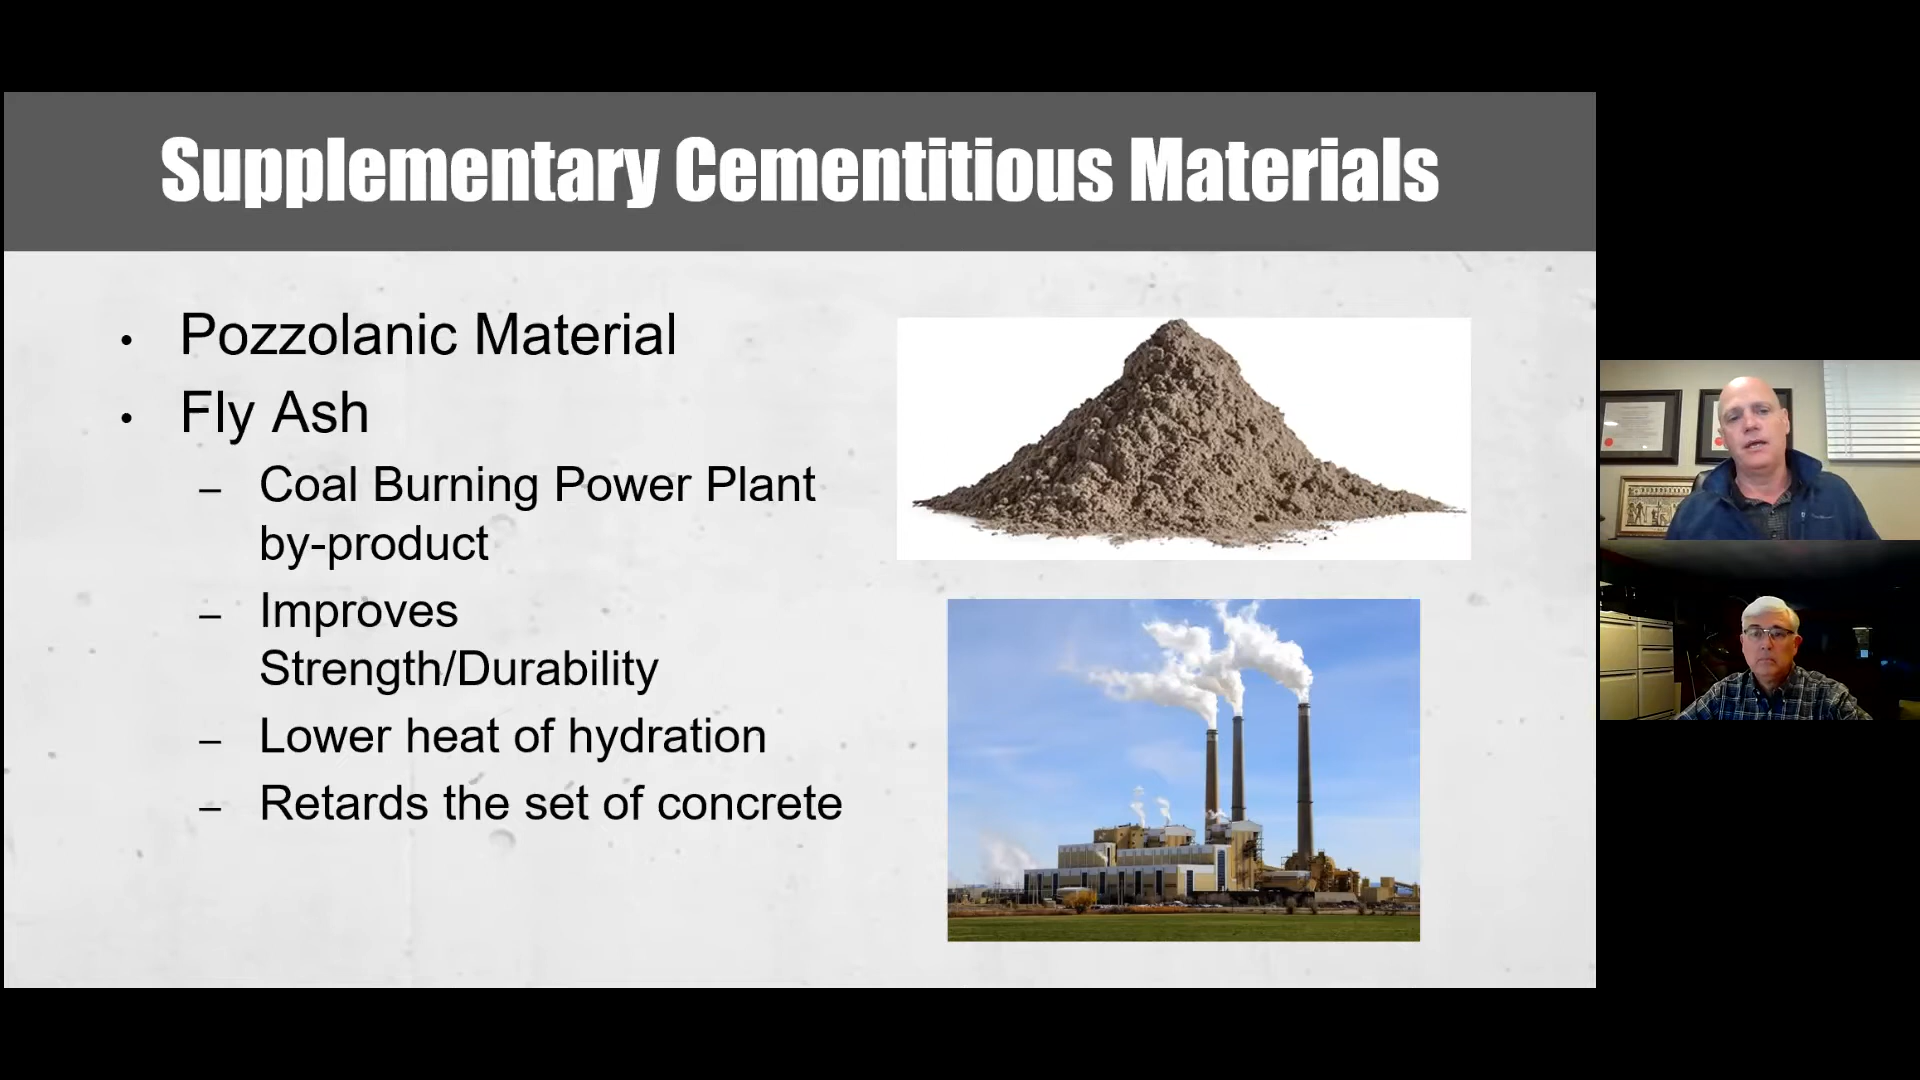 Supplementary Cementitious Materials
• Pozzolanic Material
• Fly Ash
– Coal Burning Power Plant
by-product
– Improves
Strength/Durability
– Lower heat of hydration
– Retards the set of concrete